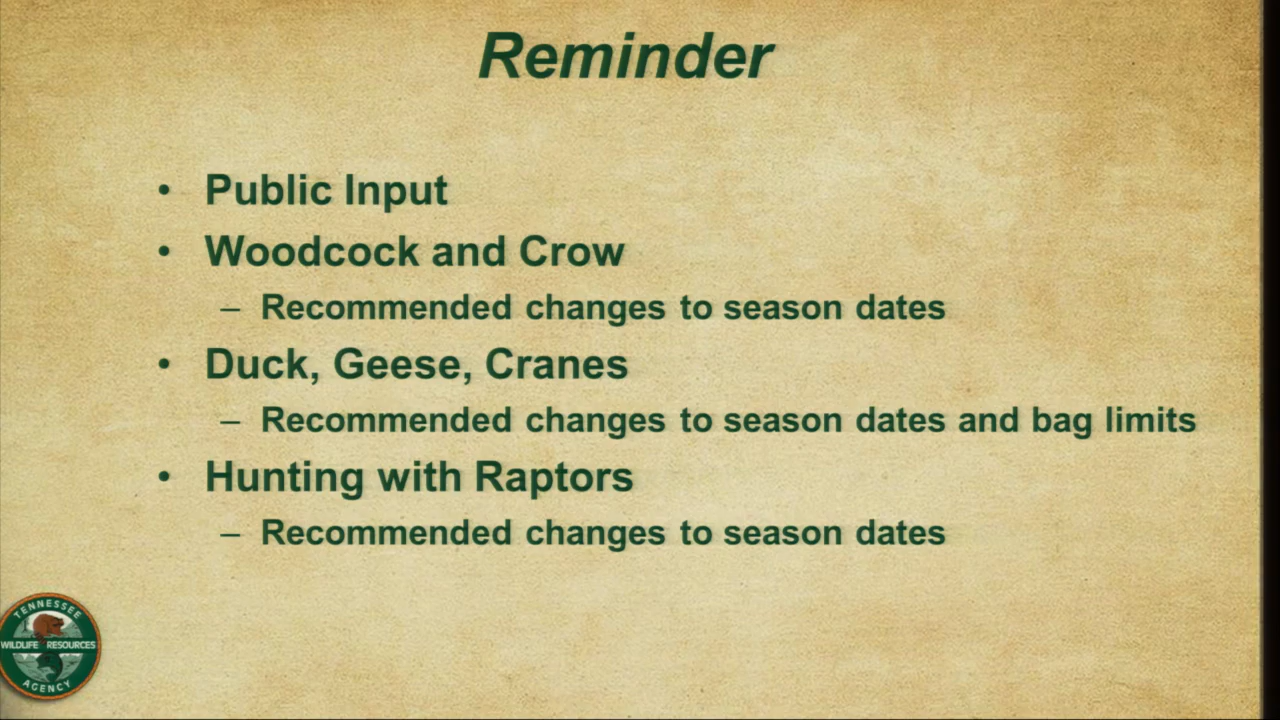 Reminder
• Public Input
• Woodcock and Crow
– Recommended changes to season dates
• Duck, Geese, Cranes
– Recommended changes to season dates and bag limits
• Hunting with Raptors
– Recommended changes to season dates
TENNESSEE
WILDLIFE RESOURCES
AGENCY